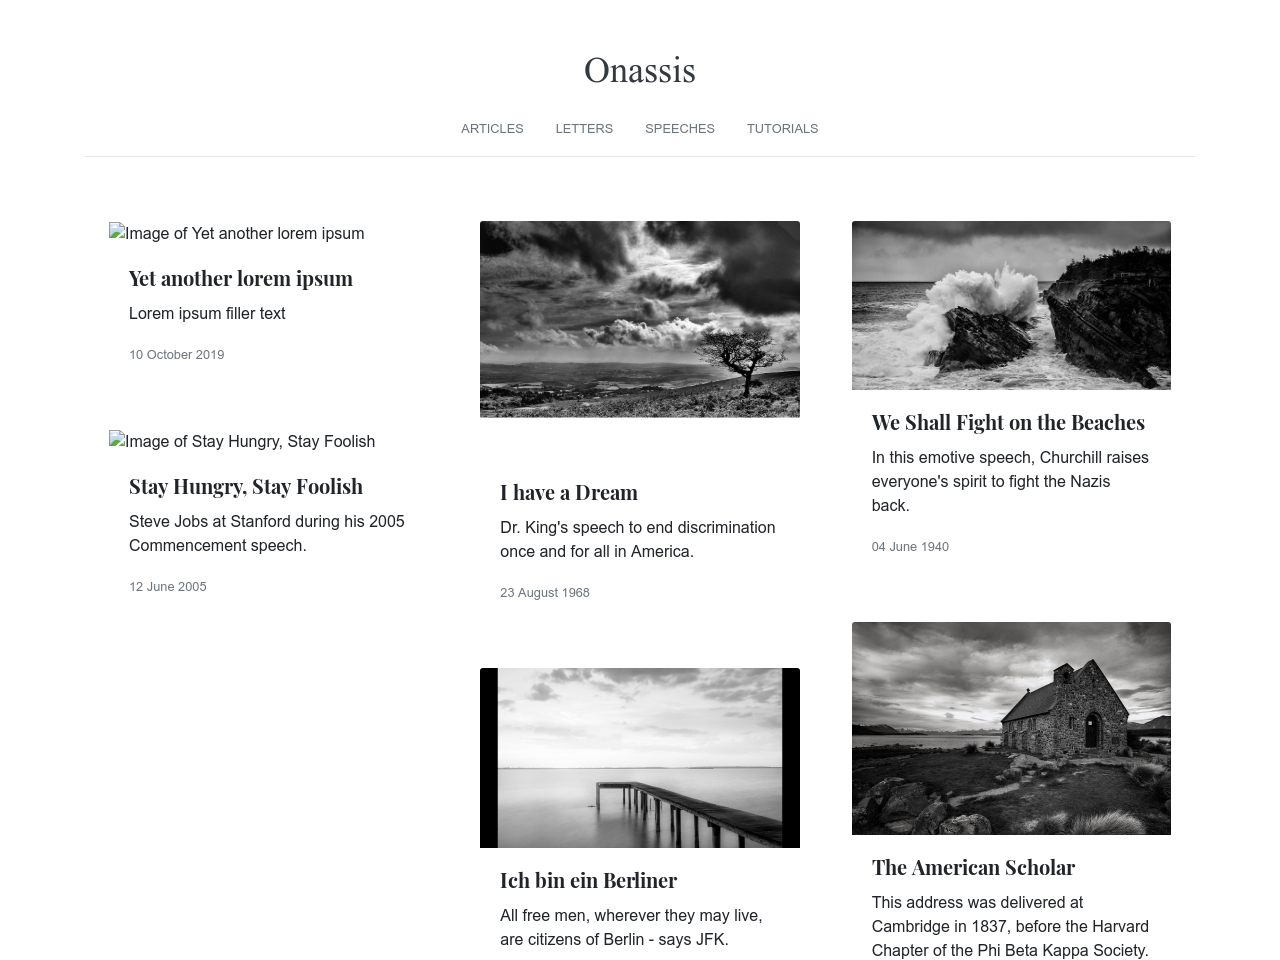 Onassis
ARTICLES LETTERS SPEECHES TUTORIALS
Image of Yet another lorem ipsum
Yet another lorem ipsum
Lorem ipsum filler text
10 October 2019
Image of Stay Hungry, Stay Foolish
Stay Hungry, Stay Foolish
Steve Jobs at Stanford during his 2005
Commencement speech.
12 June 2005
I have a Dream
Dr. King's speech to end discrimination
once and for all in America.
23 August 1968
Ich bin ein Berliner
All free men, wherever they may live,
are citizens of Berlin - says JFK.
We Shall Fight on the Beaches
In this emotive speech, Churchill raises
everyone's spirit to fight the Nazis
back.
04 June 1940
The American Scholar
This address was delivered at
Cambridge in 1837, before the Harvard
Chapter of the Phi Beta Kappa Society.